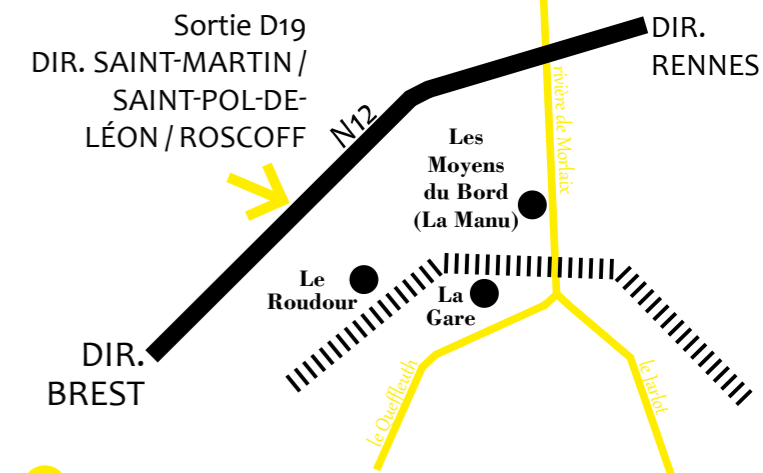 Sortie D19
DIR. SAINT-MARTIN /
SAINT-POL-DE-
LÉON / ROSCOFF
N12
DIR.
RENNES
rivière de Morlaix
Les
Moyens
du Bord
(La Manu)
Le
Roudour
La
Gare
DIR.
BREST
le Queffleuth
le Jarlot